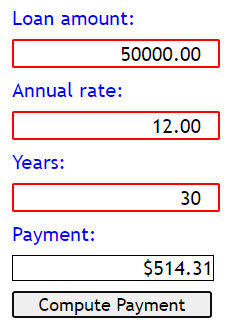 Loan amount:
50000.00
Annual rate:
12.00
Years:
30
Payment:
$514.31
Compute Payment